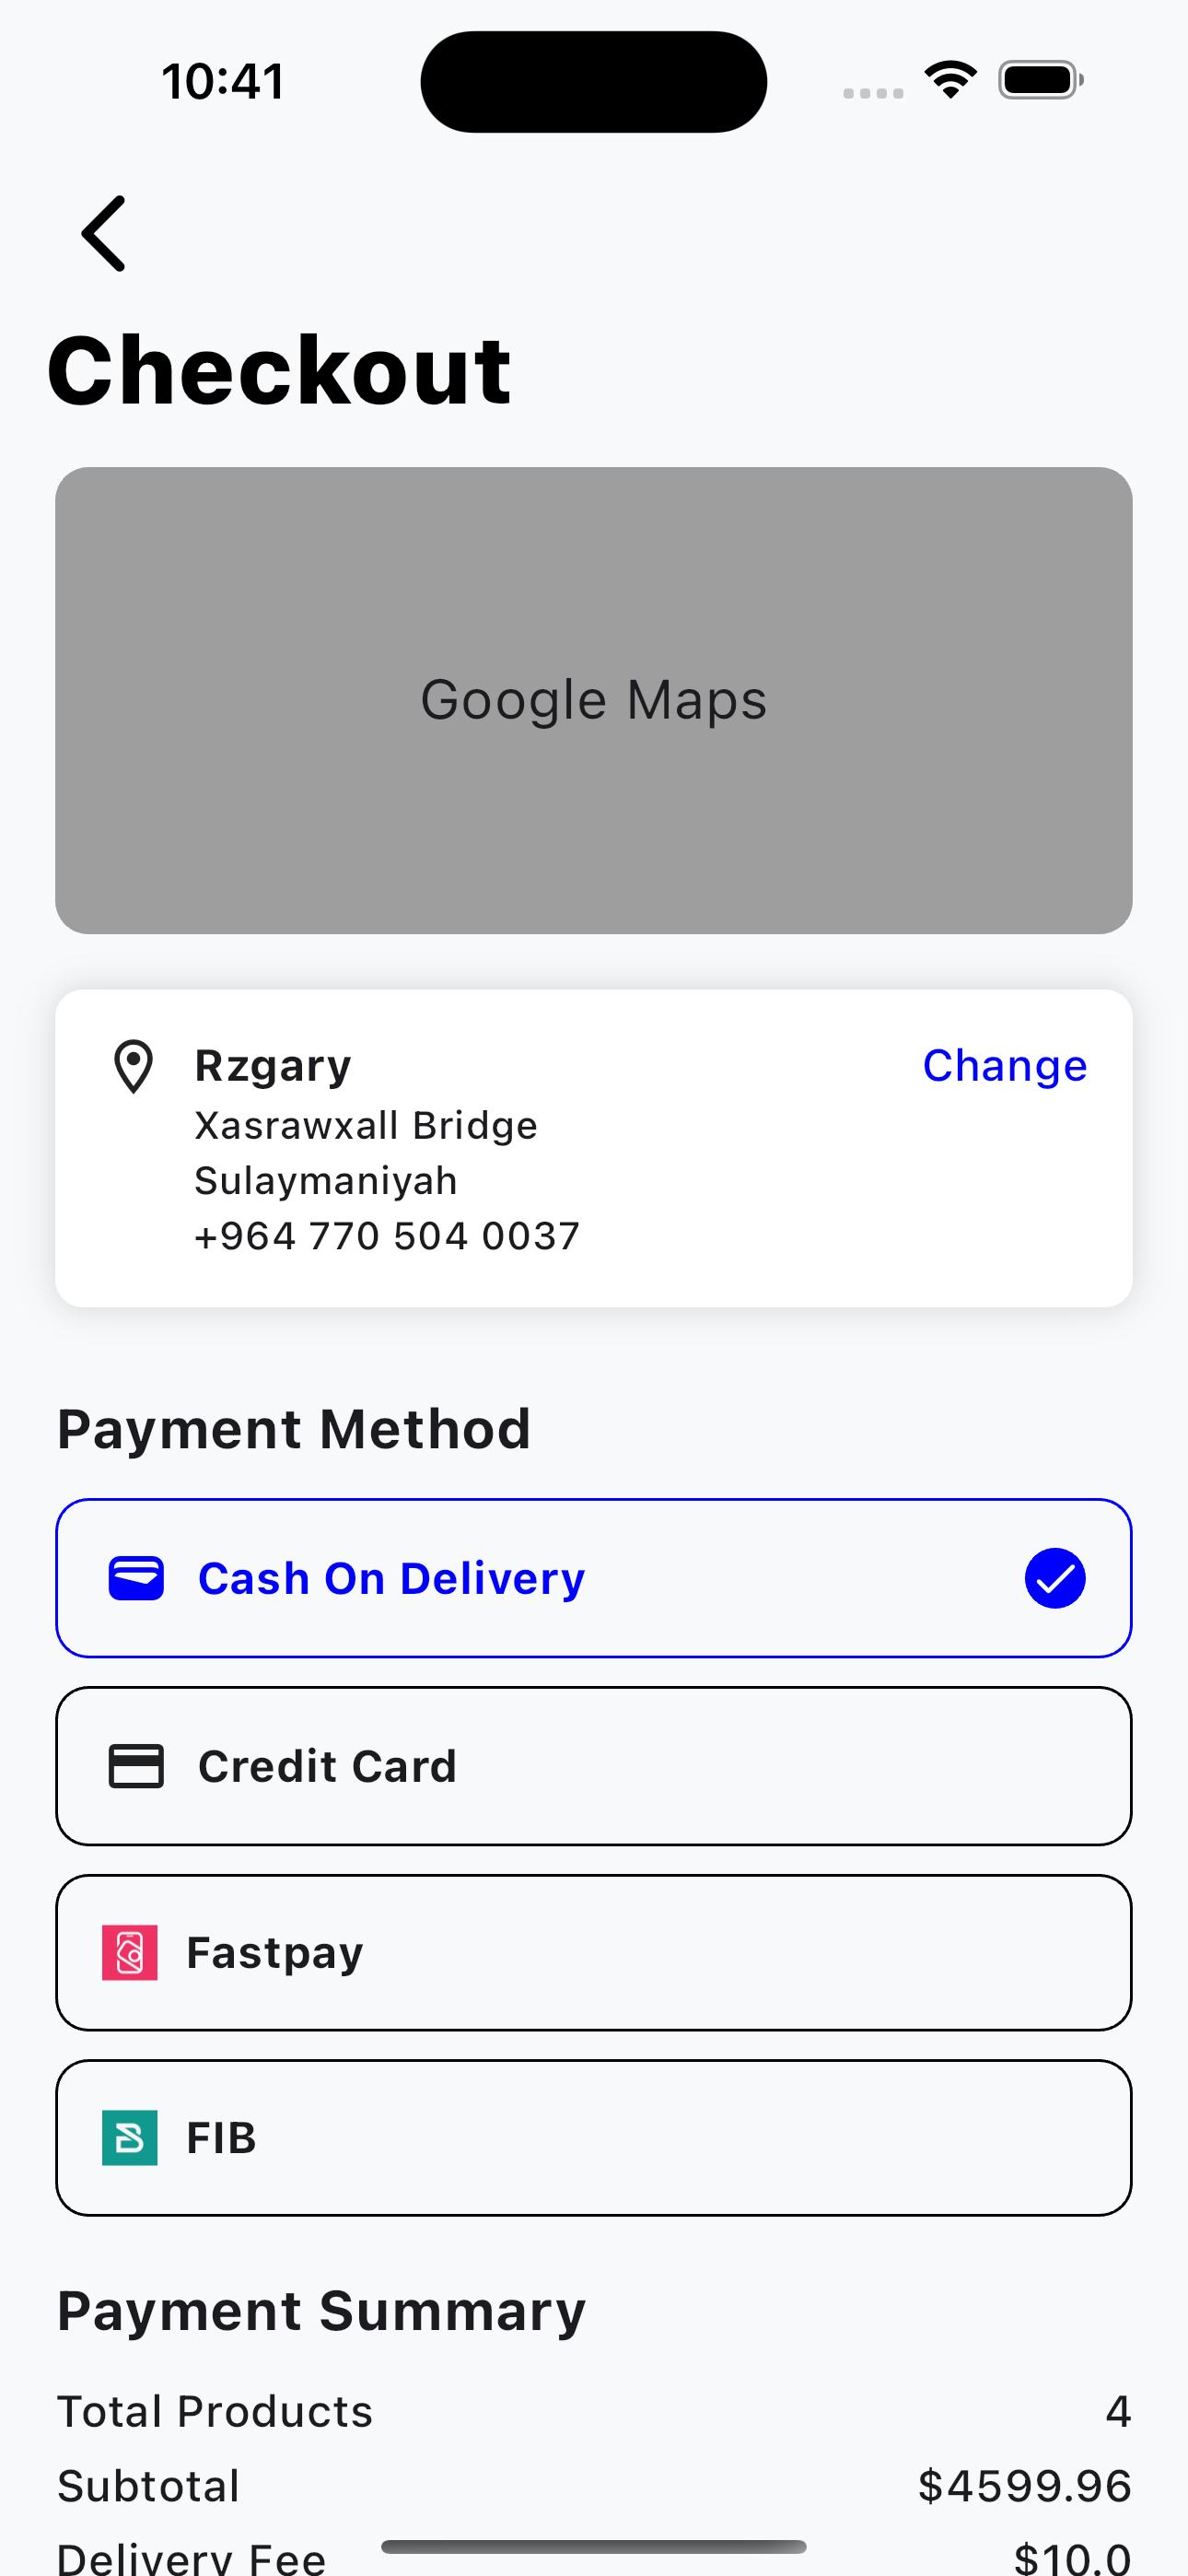 10:41
Checkout
Google Maps
Rzgary
Change
Xasrawxall Bridge
Sulaymaniyah
+964 770 504 0037
Payment Method
Cash On Delivery
Credit Card
Fastpay
FIB
Payment Summary
Total Products 4
Subtotal $4599.96
Delivery Fee $10.0